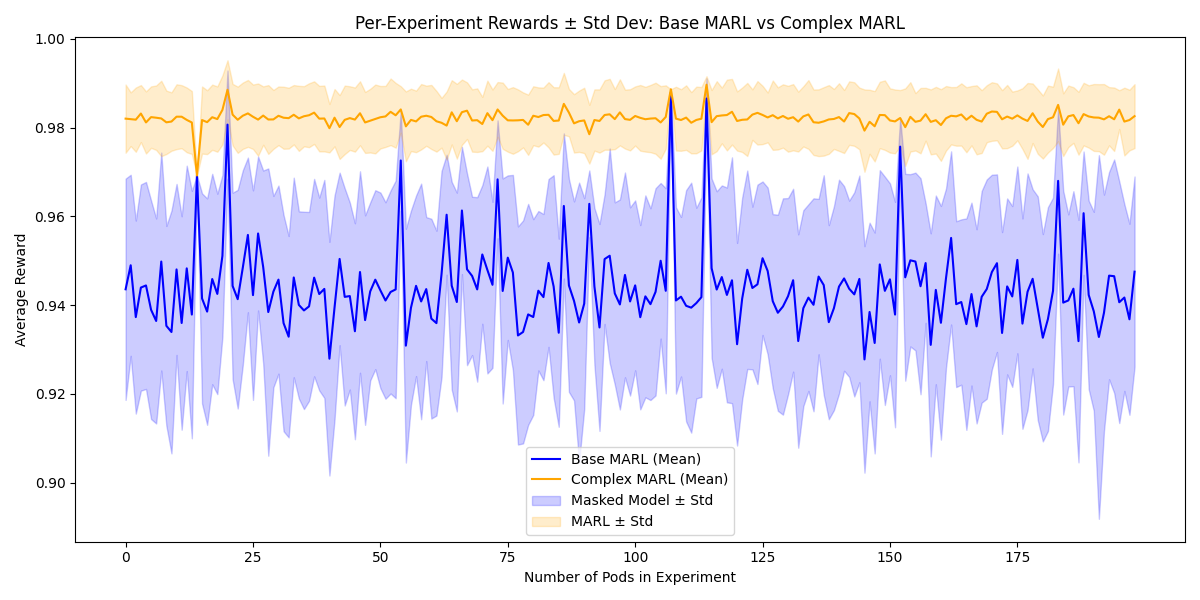 Per-Experiment Rewards ± Std Dev: Base MARL vs Complex MARL
Average Reward
1.00
0.98
0.96
0.94
0.92
0.90
Base MARL (Mean)
Complex MARL (Mean)
Masked Model ± Std
MARL ± Std
0 25 50 75 100 125 150 175
Number of Pods in Experiment